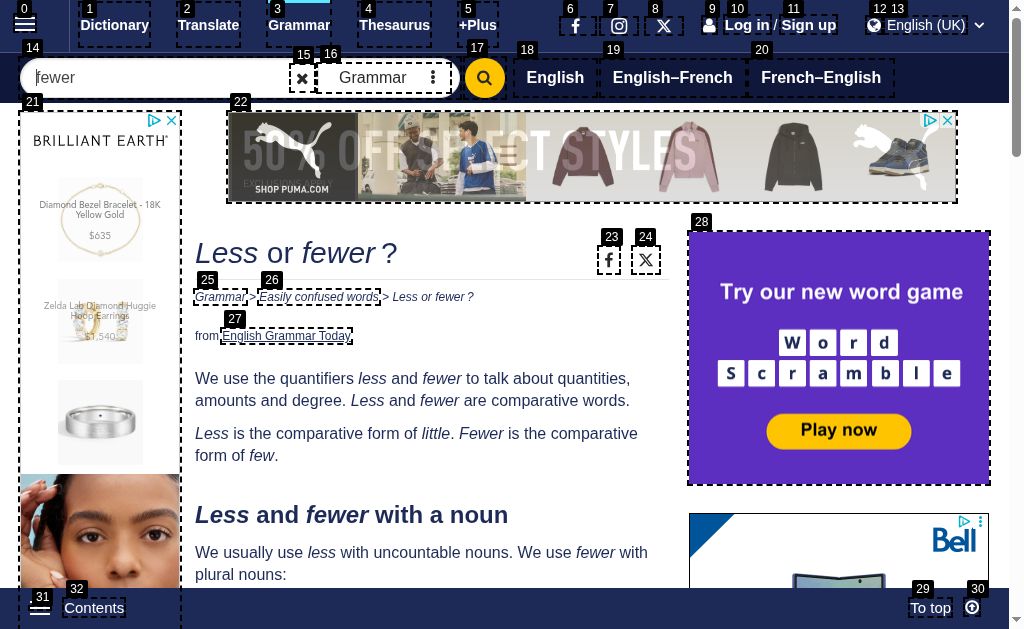 0 1 2 3 4 5 6 7 8 9 10 11 12 13
Dictionary Translate Grammar Thesaurus +Plus Log in / Sign up English (UK)
14 15 16 17 18 19 20
fewer Grammar English English–French French–English
21 22
BRILLIANT EARTH
Diamond Bezel Bracelet - 18K
Yellow Gold
$635
Zelda Lab Diamond Huggie
Hoop Earrings
$1,540
50% OFF SELECT STYLES
EXCLUSIONS APPLY
PUMA
SHOP PUMA.COM
PUMA
23 24
Less or fewer ?
25 26
Grammar > Easily confused words > Less or fewer ?
27
from English Grammar Today
We use the quantifiers less and fewer to talk about quantities,
amounts and degree. Less and fewer are comparative words.
Less is the comparative form of little. Fewer is the comparative
form of few.
Less and fewer with a noun
We usually use less with uncountable nouns. We use fewer with
plural nouns:
28
Try our new word game
Word
Scramble
Play now
Bell
31 32 29 30
Contents To top